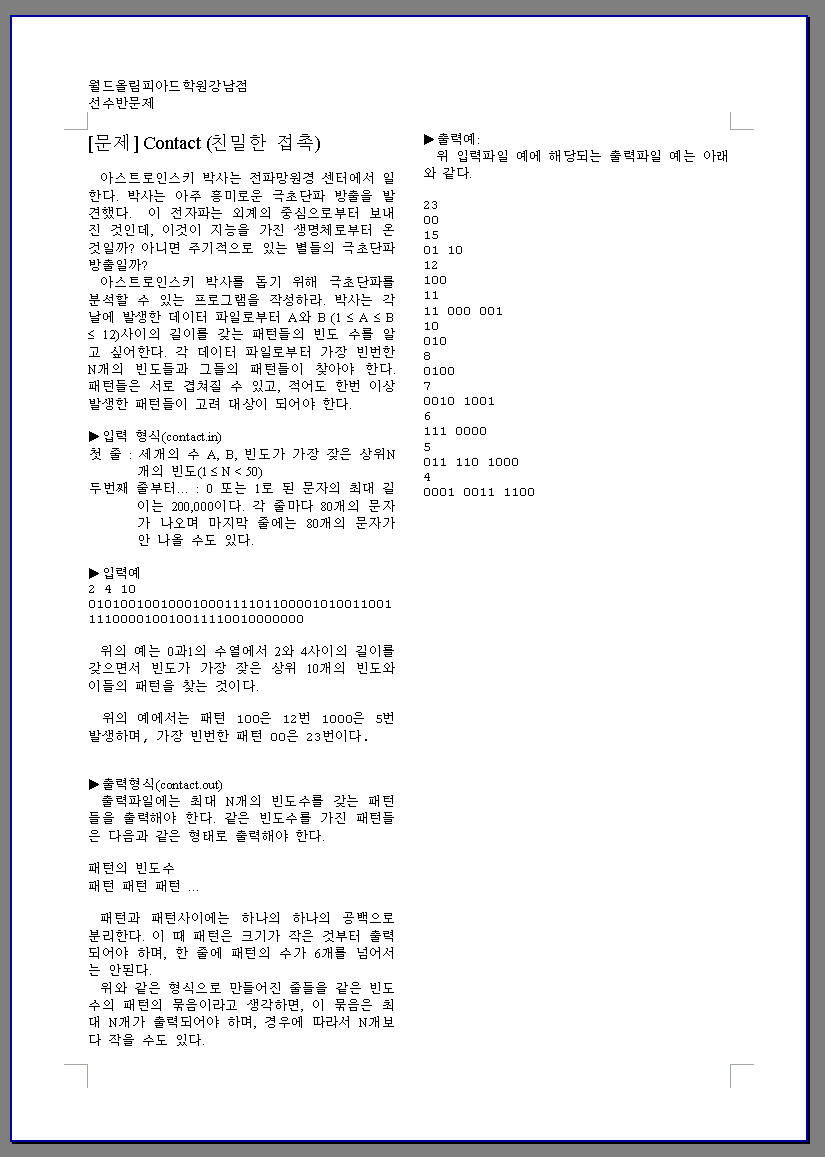 월드올림피아드학원강남점
선수반문제
[문제] Contact (친밀한 접촉)
아스트로인스키 박사는 전파망원경 센터에서 일
한다. 박사는 아주 흥미로운 극초단파 방출을 발
견했다. 이 전자파는 외계의 중심으로부터 보내
진 것인데, 이것이 지능을 가진 생명체로부터 온
것일까? 아니면 주기적으로 있는 별들의 극초단파
방출일까?
아스트로인스키 박사를 돕기 위해 극초단파를
분석할 수 있는 프로그램을 작성하라. 박사는 각
날에 발생한 데이터 파일로부터 A와 B (1 ≤ A ≤ B
≤ 12)사이의 길이를 갖는 패턴들의 빈도 수를 알
고 싶어한다. 각 데이터 파일로부터 가장 빈번한
N개의 빈도들과 그들의 패턴들이 찾아야 한다.
패턴들은 서로 겹쳐질 수 있고, 적어도 한번 이상
발생한 패턴들이 고려 대상이 되어야 한다.
▶입력 형식(contact.in)
첫 줄 : 세개의 수 A, B, 빈도가 가장 잦은 상위N
개의 빈도(1 ≤ N < 50)
두번째 줄부터... : 0 또는 1로 된 문자의 최대 길
이는 200,000이다. 각 줄마다 80개의 문자
가 나오며 마지막 줄에는 80개의 문자가
안 나올 수도 있다.
▶입력예
2 4 10
01010010010001000111101100001010011001
111000010010011110010000000
위의 예는 0과1의 수열에서 2와 4사이의 길이를
갖으면서 빈도가 가장 잦은 상위 10개의 빈도와
이들의 패턴을 찾는 것이다.
위의 예에서는 패턴 100은 12번 1000은 5번
발생하며, 가장 빈번한 패턴 00은 23번이다.
▶출력형식(contact.out)
출력파일에는 최대 N개의 빈도수를 갖는 패턴
들을 출력해야 한다. 같은 빈도수를 가진 패턴들
은 다음과 같은 형태로 출력해야 한다.
패턴의 빈도수
패턴 패턴 패턴 ...
패턴과 패턴사이에는 하나의 하나의 공백으로
분리한다. 이 때 패턴은 크기가 작은 것부터 출력
되어야 하며, 한 줄에 패턴의 수가 6개를 넘어서
는 안된다.
위와 같은 형식으로 만들어진 줄들을 같은 빈도
수의 패턴의 묶음이라고 생각하면, 이 묶음은 최
대 N개가 출력되어야 하며, 경우에 따라서 N개보
다 작을 수도 있다.
▶출력예:
위 입력파일 예에 해당되는 출력파일 예는 아래
와 같다.
23
00
15
01 10
12
100
11
11 000 001
10
010
8
0100
7
0010 1001
6
111 0000
5
011 110 1000
4
0001 0011 1100